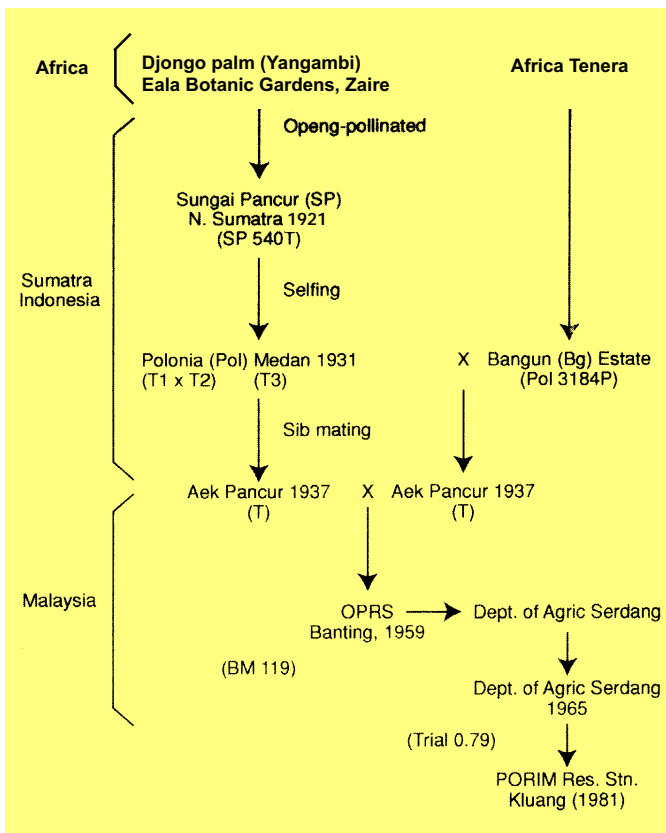 Africa
Djongo palm (Yangambi)
Eala Botanic Gardens, Zaire
Africa Tenera
Openg-pollinated
Sungai Pancur (SP)
N. Sumatra 1921
(SP 540T)
Sumatra
Indonesia
Selfing
Polonia (Pol) Medan 1931
(T1 x T2) (T3)
X
Bangun (Bg) Estate
(Pol 3184P)
Sib mating
Aek Pancur 1937
(T)
X
Aek Pancur 1937
(T)
Malaysia
OPRS
Banting, 1959
Dept. of Agric Serdang
(BM 119)
Dept. of Agric Serdang
1965
(Trial 0.79)
PORIM Res. Stn.
Kluang (1981)